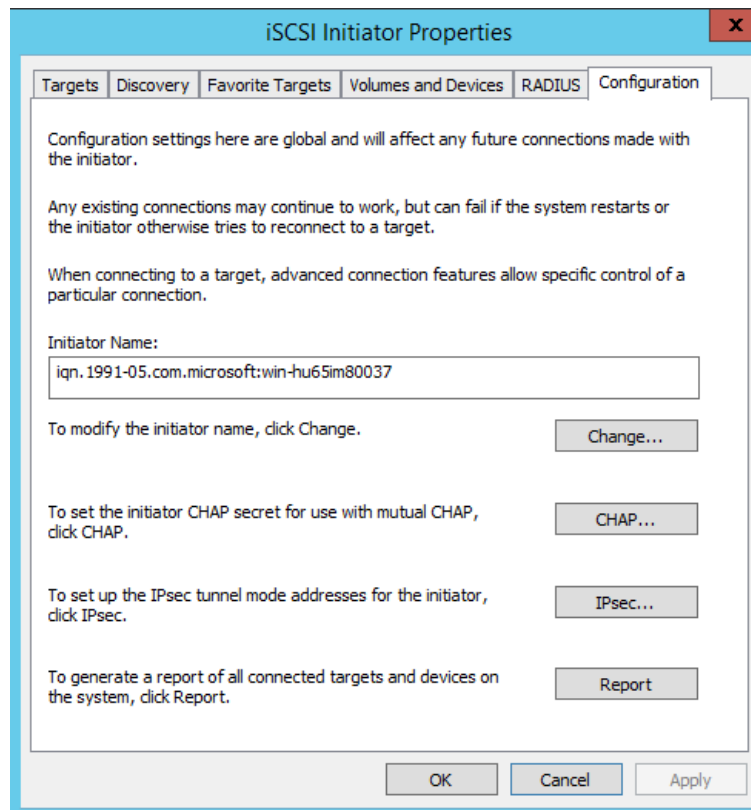 iSCSI Initiator Properties
x
Targets Discovery Favorite Targets Volumes and Devices RADIUS Configuration
Configuration settings here are global and will affect any future connections made with
the initiator.
Any existing connections may continue to work, but can fail if the system restarts or
the initiator otherwise tries to reconnect to a target.
When connecting to a target, advanced connection features allow specific control of a
particular connection.
Initiator Name:
iqn.1991-05.com.microsoft:win-hu65im80037
To modify the initiator name, click Change.
Change...
To set the initiator CHAP secret for use with mutual CHAP,
click CHAP.
CHAP...
To set up the IPsec tunnel mode addresses for the initiator,
click IPsec.
IPsec...
To generate a report of all connected targets and devices on
the system, click Report.
Report
OK Cancel Apply